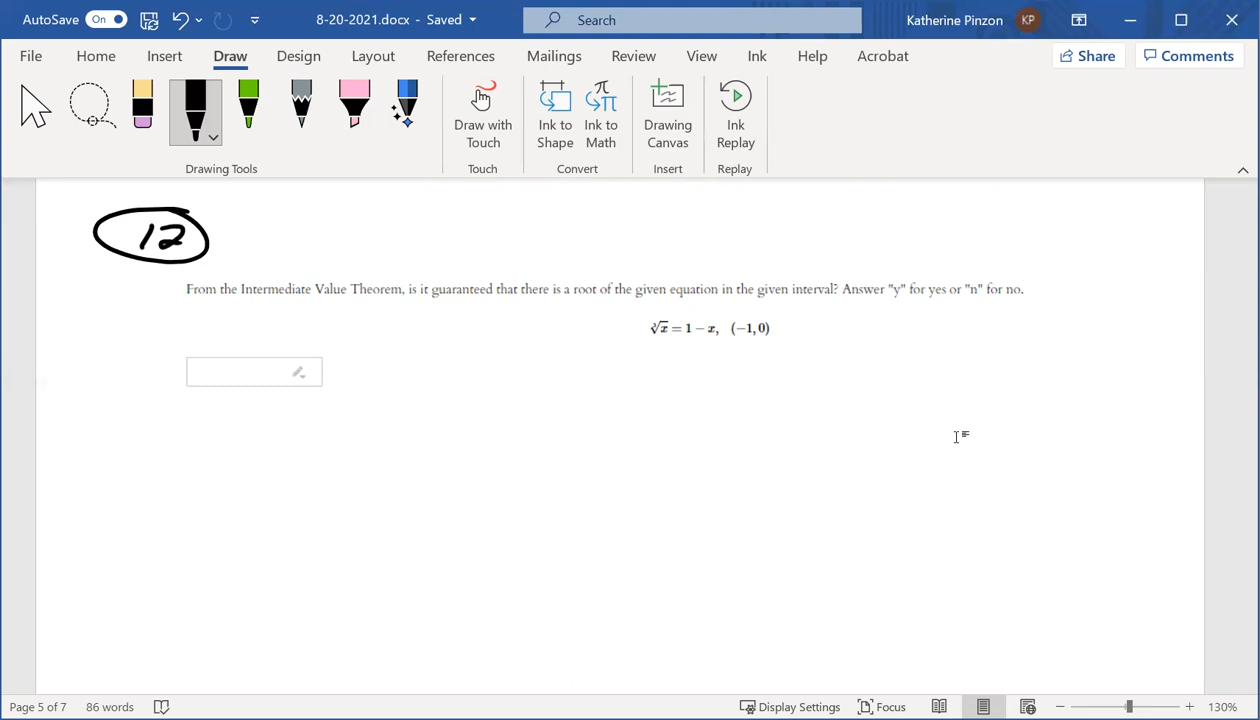 AutoSave On 8-20-2021.docx - Saved Search Katherine Pinzon KP
File Home Insert Draw Design Layout References Mailings Review View Ink Help Acrobat Share Comments
Draw with Touch
Ink to Shape
Ink to Math
Drawing Canvas
Ink Replay
Drawing Tools Touch Convert Insert Replay
12
From the Intermediate Value Theorem, is it guaranteed that there is a root of the given equation in the given interval? Answer "y" for yes or "n" for no.
∛x = 1 − x, (−1, 0)
Page 5 of 7 86 words Display Settings Focus 130%